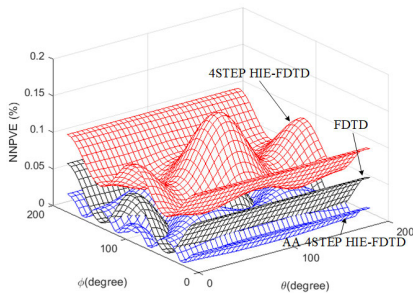 0.2
4STEP HIE-FDTD
0.15
FDTD
0.1
NNPVE (%)
0.05
0
200
AA 4STEP HIE-FDTD
200
100
100
ϕ(degree)
0
0
θ(degree)